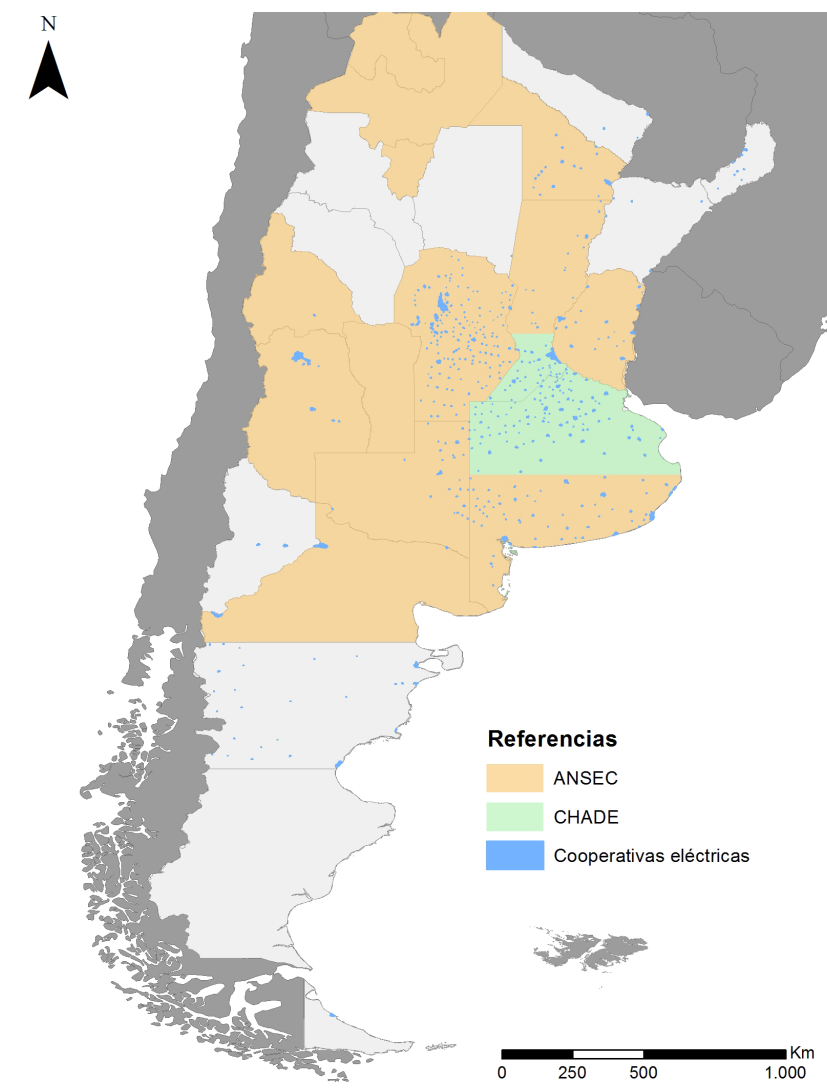 N
Referencias
ANSEC
CHADE
Cooperativas eléctricas
Km
0 250 500 1.000